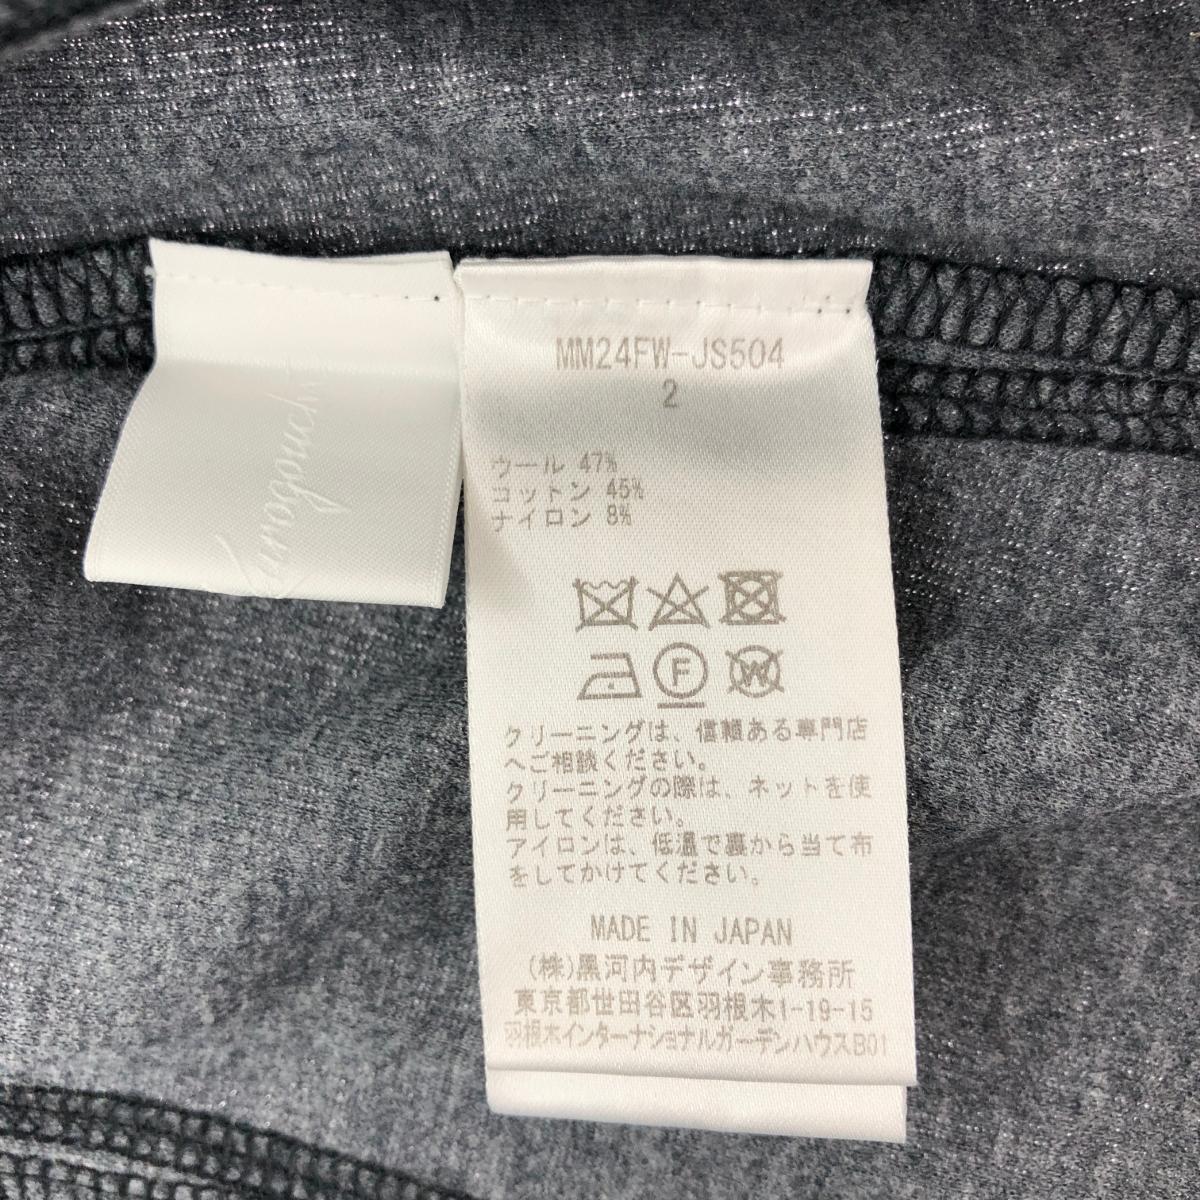 Kurogouchi
MM24FW-JS504
2
ウール 47%
コットン 45%
ナイロン 8%
F
W
クリーニングは、信頼ある専門店
へご相談ください。
クリーニングの際は、ネットを使
用してください。
アイロンは、低温で裏から当て布
をしてかけてください。
MADE IN JAPAN
(株)黒河内デザイン事務所
東京都世田谷区羽根木1-19-15
羽根木インターナショナルガーデンハウスB01